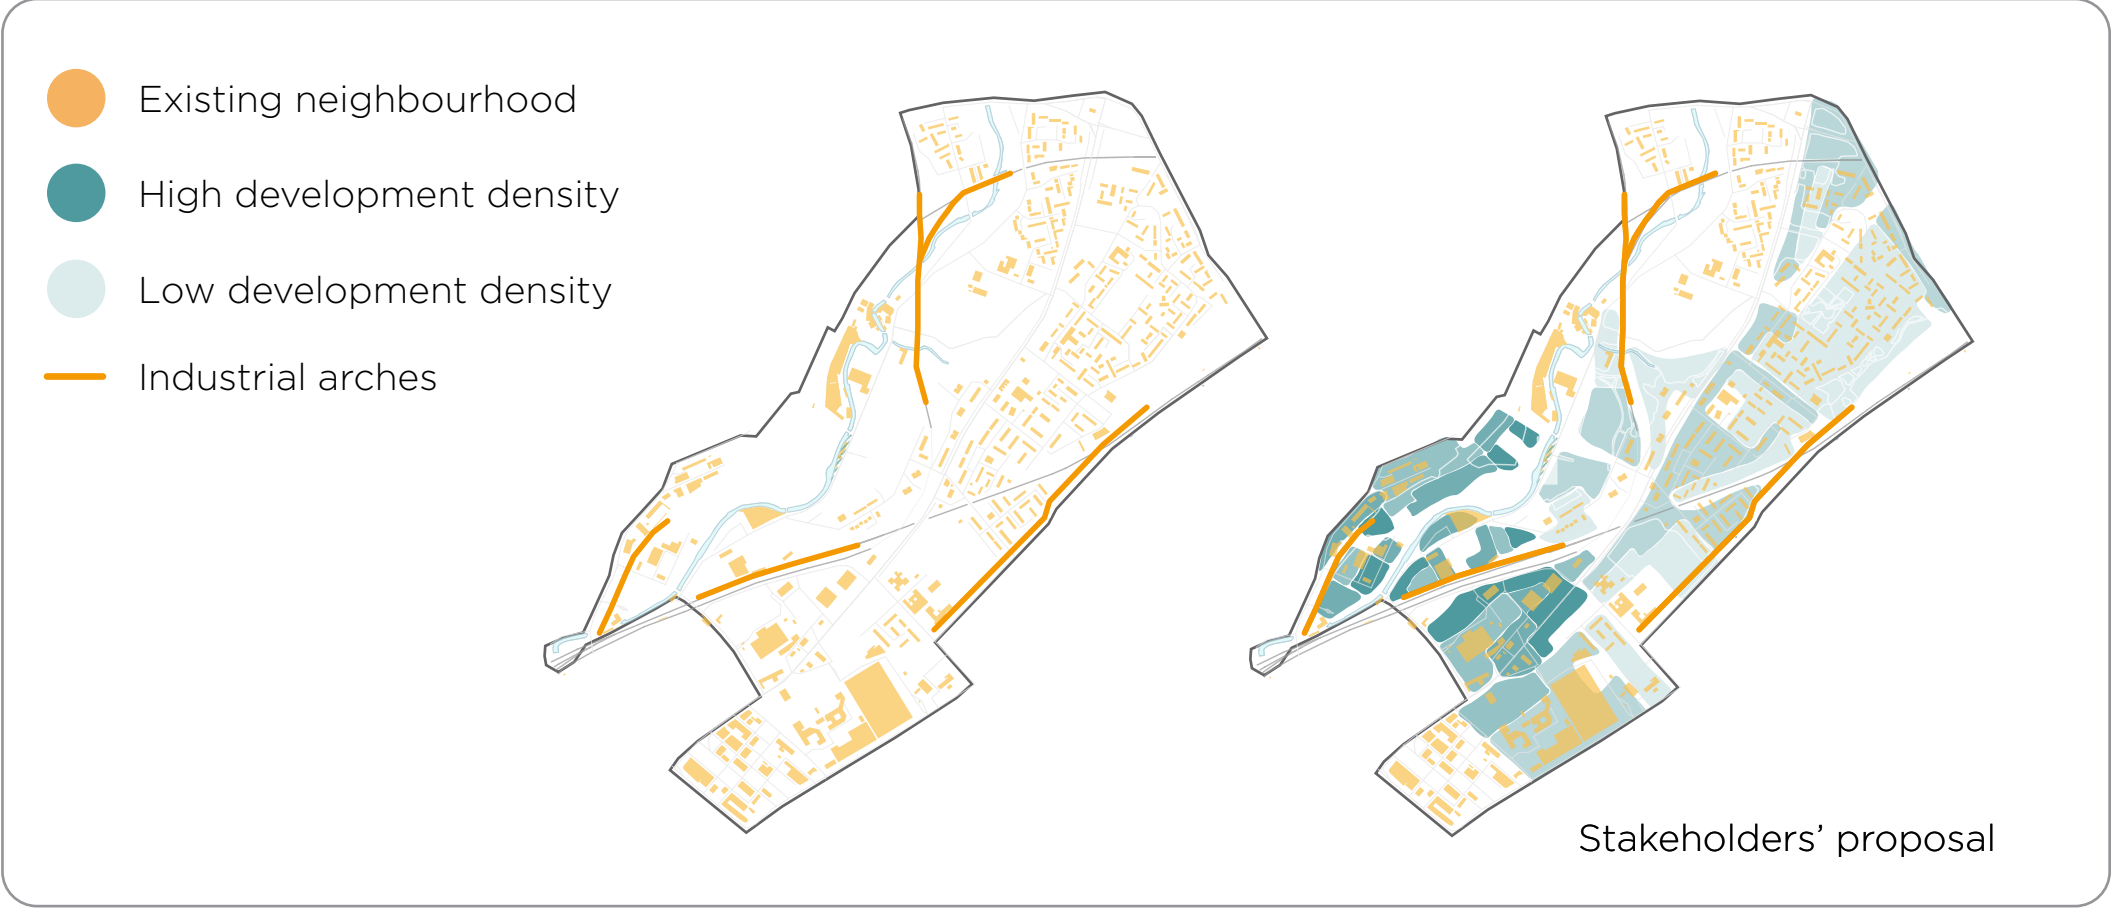 Existing neighbourhood
High development density
Low development density
Industrial arches
Stakeholders’ proposal